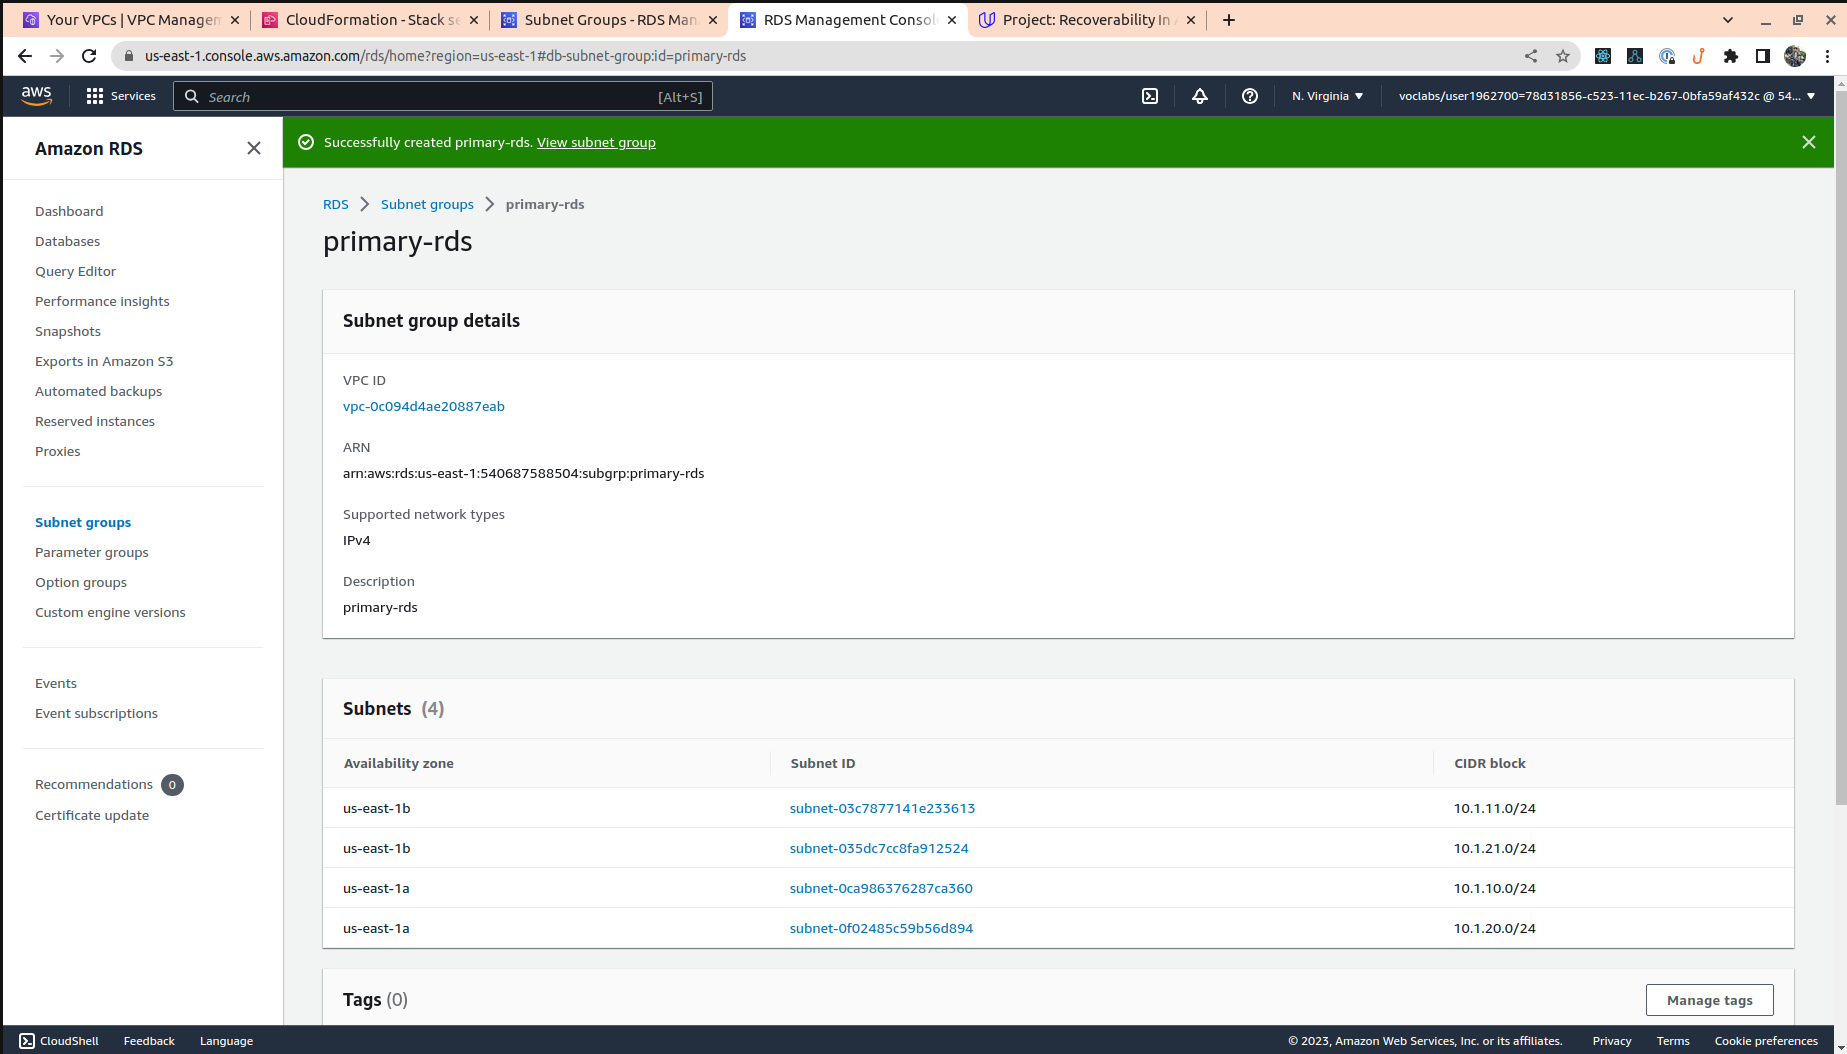 Your VPCs | VPC Managem
CloudFormation - Stack se
Subnet Groups - RDS Man
RDS Management Consol
Project: Recoverability In A
us-east-1.console.aws.amazon.com/rds/home?region=us-east-1#db-subnet-group:id=primary-rds
aws
Services
Search
[Alt+S]
N. Virginia
voclabs/user1962700=78d31856-c523-11ec-b267-0bfa59af432c @ 54...
Amazon RDS
Successfully created primary-rds. View subnet group
Dashboard
Databases
Query Editor
Performance insights
Snapshots
Exports in Amazon S3
Automated backups
Reserved instances
Proxies
Subnet groups
Parameter groups
Option groups
Custom engine versions
Events
Event subscriptions
Recommendations 0
Certificate update
RDS
Subnet groups
primary-rds
primary-rds
Subnet group details
VPC ID
vpc-0c094d4ae20887eab
ARN
arn:aws:rds:us-east-1:540687588504:subgrp:primary-rds
Supported network types
IPv4
Description
primary-rds
Subnets (4)
Availability zone Subnet ID CIDR block
us-east-1b subnet-03c7877141e233613 10.1.11.0/24
us-east-1b subnet-035dc7cc8fa912524 10.1.21.0/24
us-east-1a subnet-0ca986376287ca360 10.1.10.0/24
us-east-1a subnet-0f02485c59b56d894 10.1.20.0/24
Tags (0)
Manage tags
CloudShell
Feedback
Language
© 2023, Amazon Web Services, Inc. or its affiliates.
Privacy
Terms
Cookie preferences